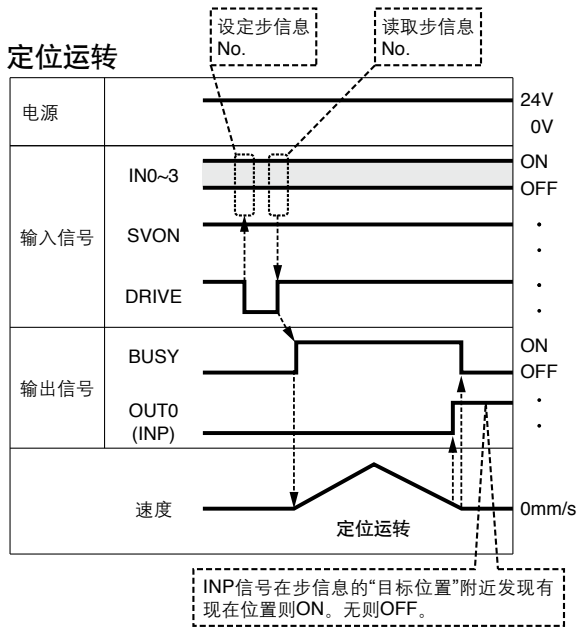 设定步信息
No.
读取步信息
No.
定位运转
电源
24V
0V
输入信号
IN0~3
ON
OFF
SVON
DRIVE
输出信号
BUSY
ON
OFF
OUT0
(INP)
速度
0mm/s
定位运转
INP信号在步信息的“目标位置”附近发现有
现在位置则ON。无则OFF。